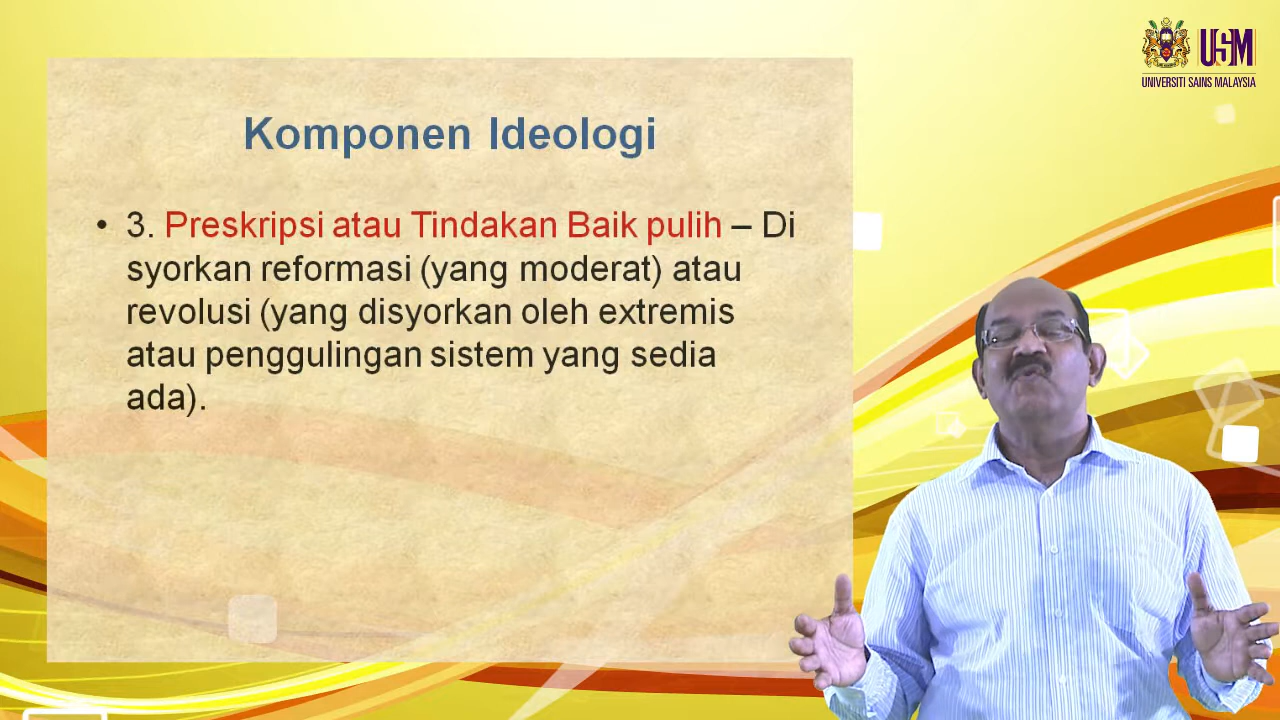 USM
UNIVERSITI SAINS MALAYSIA
Komponen Ideologi
• 3. Preskripsi atau Tindakan Baik pulih – Di
syorkan reformasi (yang moderat) atau
revolusi (yang disyorkan oleh extremis
atau penggulingan sistem yang sedia
ada).